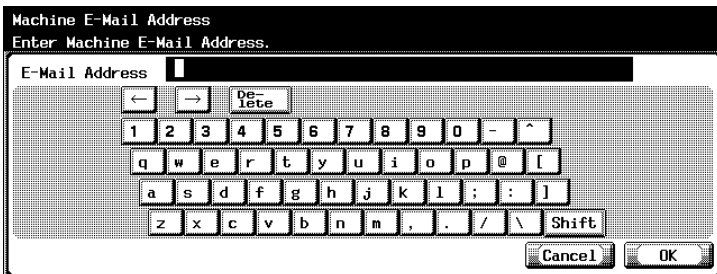 Machine E-Mail Address
Enter Machine E-Mail Address.
E-Mail Address
← → De-
lete
1 2 3 4 5 6 7 8 9 0 - ^
q w e r t y u i o p @ [
a s d f g h j k l ; : ]
z x c v b n m , . / \ Shift
Cancel OK